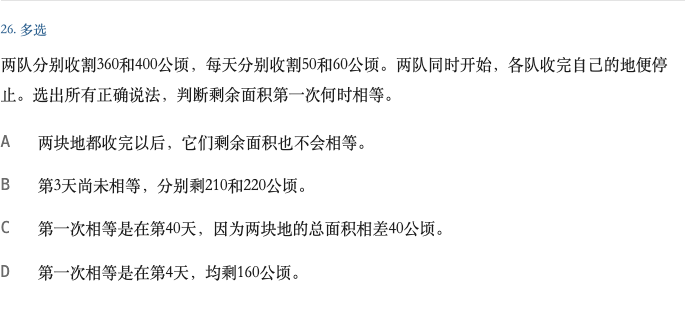 26. 多选
两队分别收割360和400公顷，每天分别收割50和60公顷。两队同时开始，各队收完自己的地便停
止。选出所有正确说法，判断剩余面积第一次何时相等。
A 两块地都收完以后，它们剩余面积也不会相等。
B 第3天尚未相等，分别剩210和220公顷。
C 第一次相等是在第40天，因为两块地的总面积相差40公顷。
D 第一次相等是在第4天，均剩160公顷。